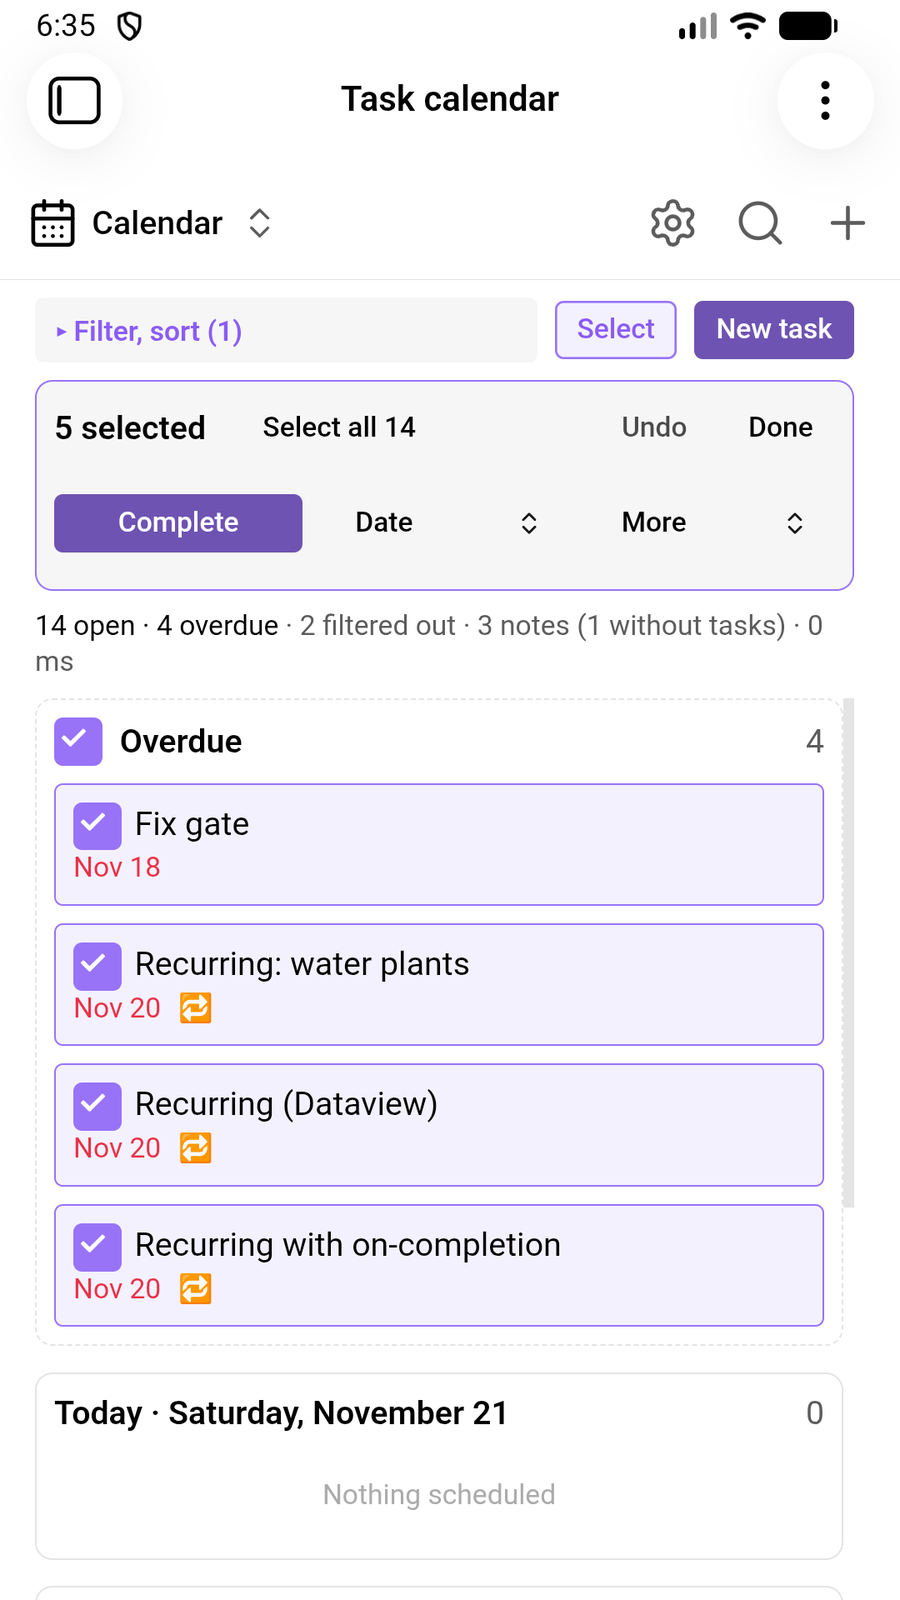 6:35
Task calendar
Calendar
▸ Filter, sort (1)
Select
New task
5 selected
Select all 14
Undo
Done
Complete
Date
More
14 open · 4 overdue · 2 filtered out · 3 notes (1 without tasks) · 0
ms
Overdue
4
Fix gate
Nov 18
Recurring: water plants
Nov 20 🔁
Recurring (Dataview)
Nov 20 🔁
Recurring with on-completion
Nov 20 🔁
Today · Saturday, November 21
0
Nothing scheduled